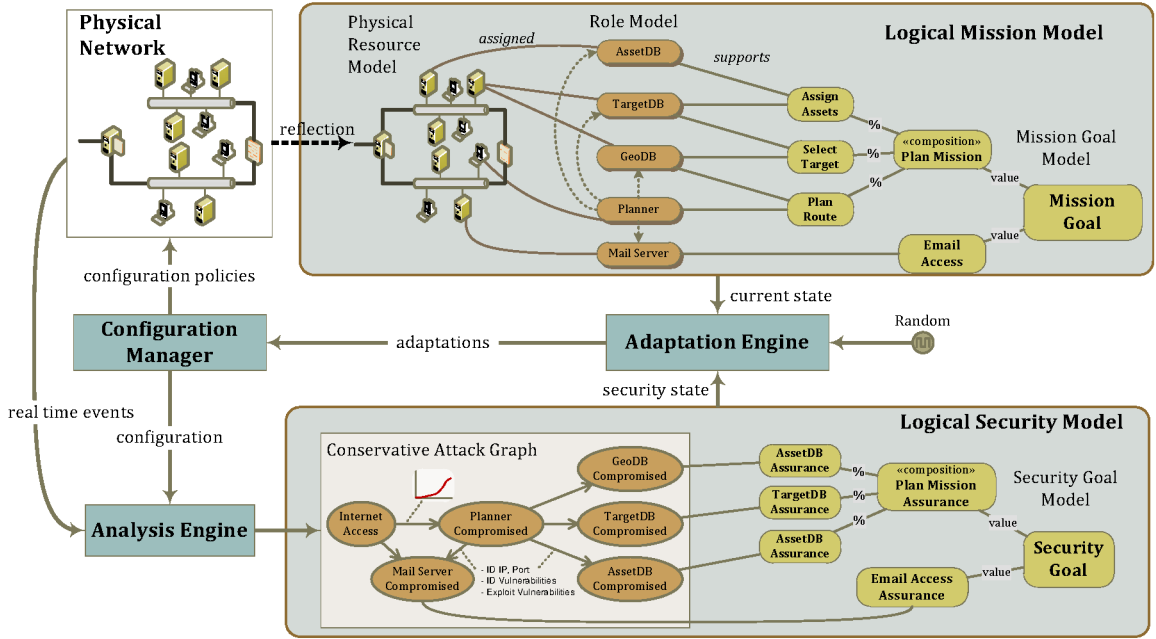 Physical
Network
Physical
Resource
Model
assigned
Role Model
supports
Logical Mission Model
AssetDB
TargetDB
GeoDB
Planner
Mail Server
Assign
Assets
Select
Target
Plan
Route
%
%
%
«composition»
Plan Mission
Mission Goal
Model
value
Mission
Goal
value
Email
Access
reflection
configuration policies
current state
Configuration
Manager
adaptations
Adaptation Engine
Random
security state
real time events
configuration
Analysis Engine
Logical Security Model
Conservative Attack Graph
Internet
Access
Planner
Compromised
Mail Server
Compromised
GeoDB
Compromised
TargetDB
Compromised
AssetDB
Compromised
- ID IP, Port
- ID Vulnerabilities
- Exploit Vulnerabilities
AssetDB
Assurance
TargetDB
Assurance
AssetDB
Assurance
%
%
%
«composition»
Plan Mission
Assurance
Security Goal
Model
value
Security
Goal
value
Email Access
Assurance